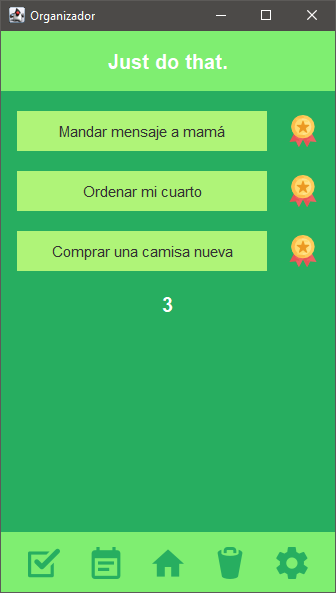 Organizador
Just do that.
Mandar mensaje a mamá
Ordenar mi cuarto
Comprar una camisa nueva
3